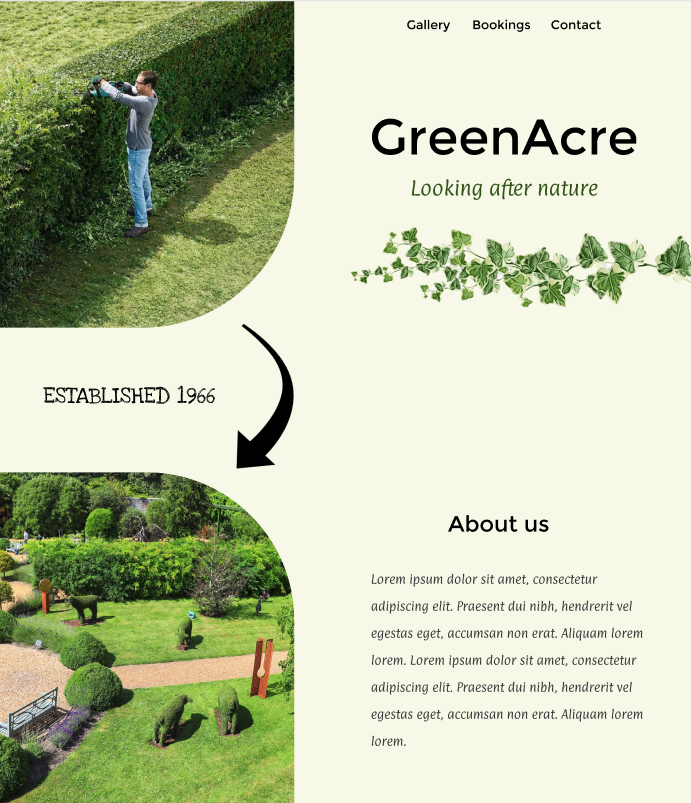 Gallery Bookings Contact
GreenAcre
Looking after nature
ESTABLISHED 1966
About us
Lorem ipsum dolor sit amet, consectetur
adipiscing elit. Praesent dui nibh, hendrerit vel
egestas eget, accumsan non erat. Aliquam lorem
lorem. Lorem ipsum dolor sit amet, consectetur
adipiscing elit. Praesent dui nibh, hendrerit vel
egestas eget, accumsan non erat. Aliquam lorem
lorem.